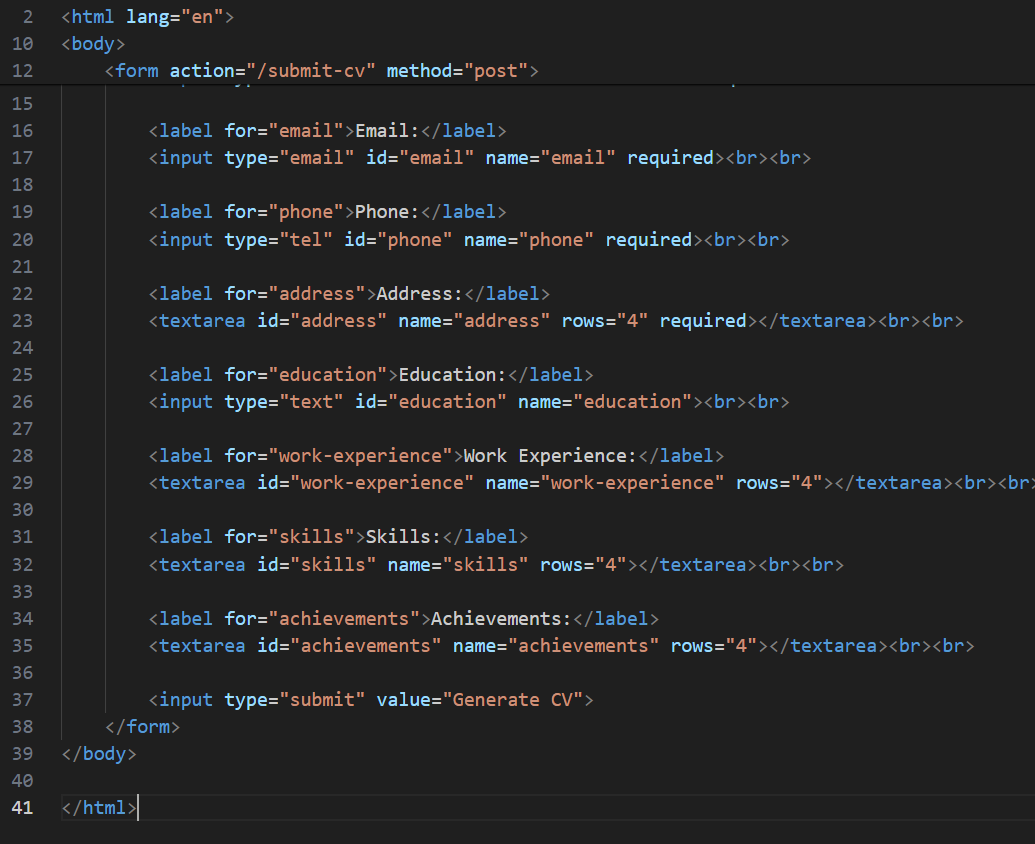 2 <html lang="en">
10 <body>
12 <form action="/submit-cv" method="post">
15
16 <label for="email">Email:</label>
17 <input type="email" id="email" name="email" required><br><br>
18
19 <label for="phone">Phone:</label>
20 <input type="tel" id="phone" name="phone" required><br><br>
21
22 <label for="address">Address:</label>
23 <textarea id="address" name="address" rows="4" required></textarea><br><br>
24
25 <label for="education">Education:</label>
26 <input type="text" id="education" name="education"><br><br>
27
28 <label for="work-experience">Work Experience:</label>
29 <textarea id="work-experience" name="work-experience" rows="4"></textarea><br><br>
30
31 <label for="skills">Skills:</label>
32 <textarea id="skills" name="skills" rows="4"></textarea><br><br>
33
34 <label for="achievements">Achievements:</label>
35 <textarea id="achievements" name="achievements" rows="4"></textarea><br><br>
36
37 <input type="submit" value="Generate CV">
38 </form>
39 </body>
40
41 </html>